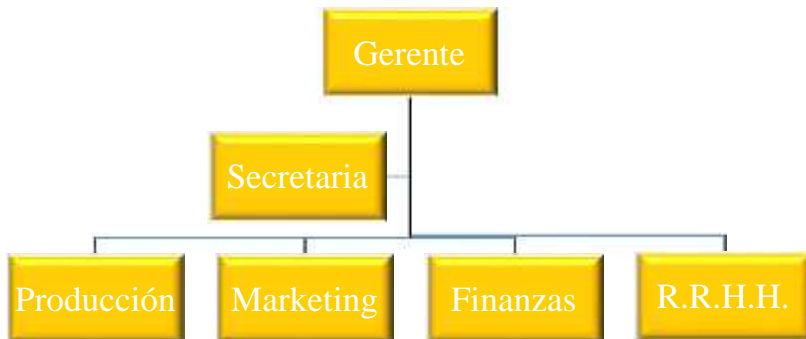 Gerente
Secretaria
Producción
Marketing
Finanzas
R.R.H.H.